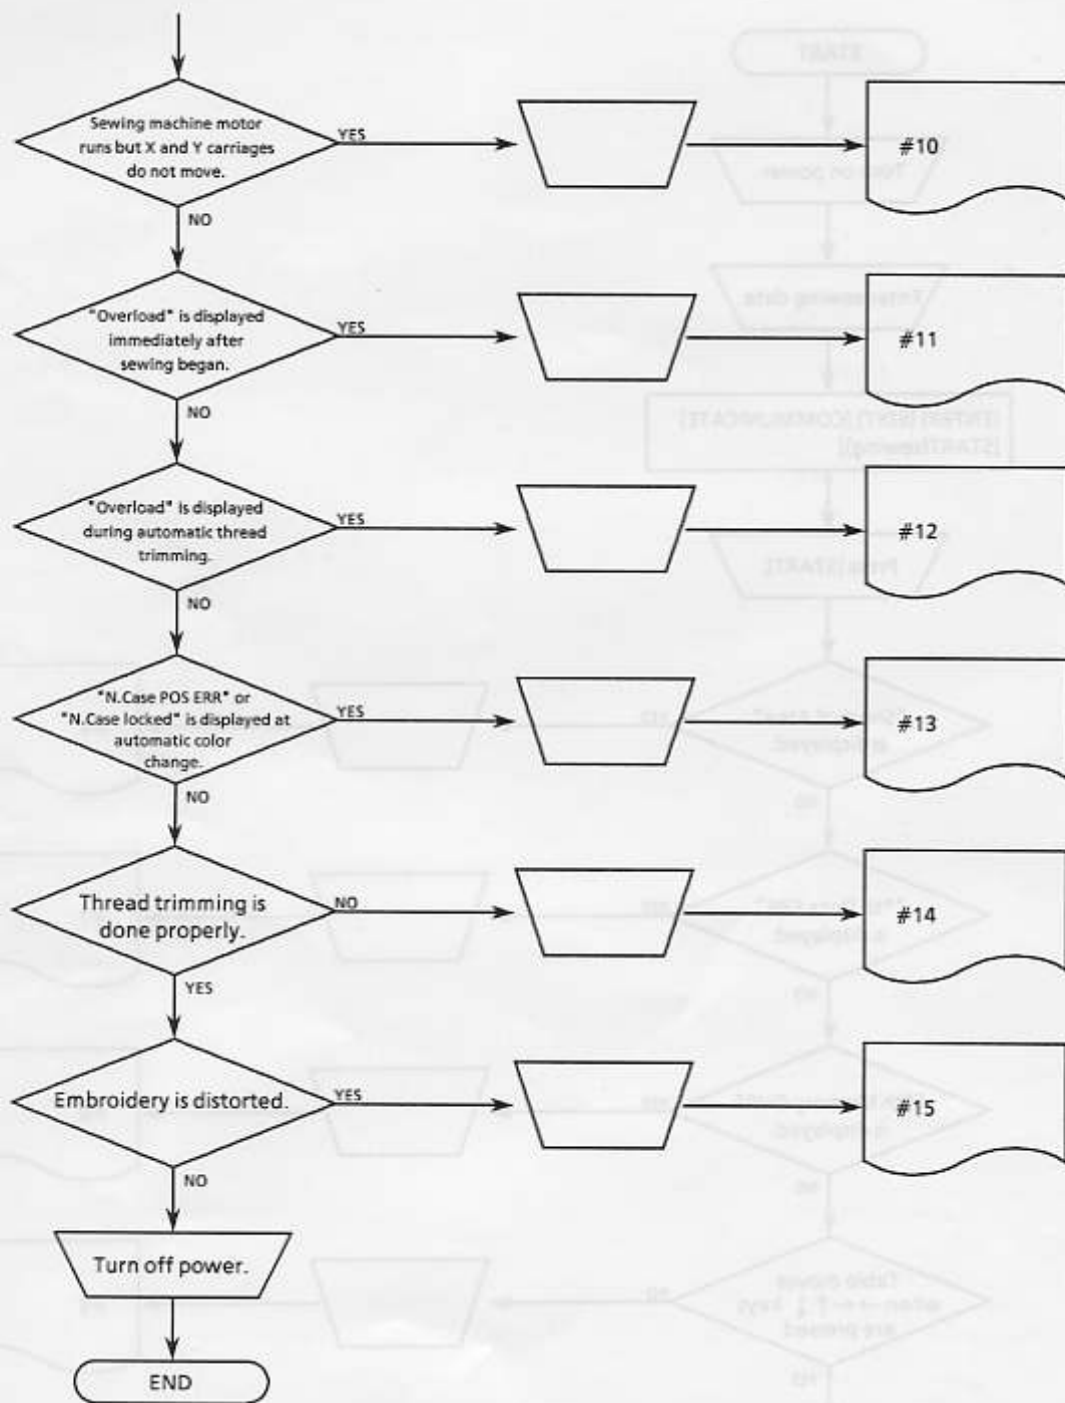 Sewing machine motor
runs but X and Y carriages
do not move.
YES
#10
NO
"Overload" is displayed
immediately after
sewing began.
YES
#11
NO
"Overload" is displayed
during automatic thread
trimming.
YES
#12
NO
"N.Case POS ERR" or
"N.Case locked" is displayed at
automatic color
change.
YES
#13
NO
Thread trimming is
done properly.
NO
#14
YES
Embroidery is distorted.
YES
#15
NO
Turn off power.
END